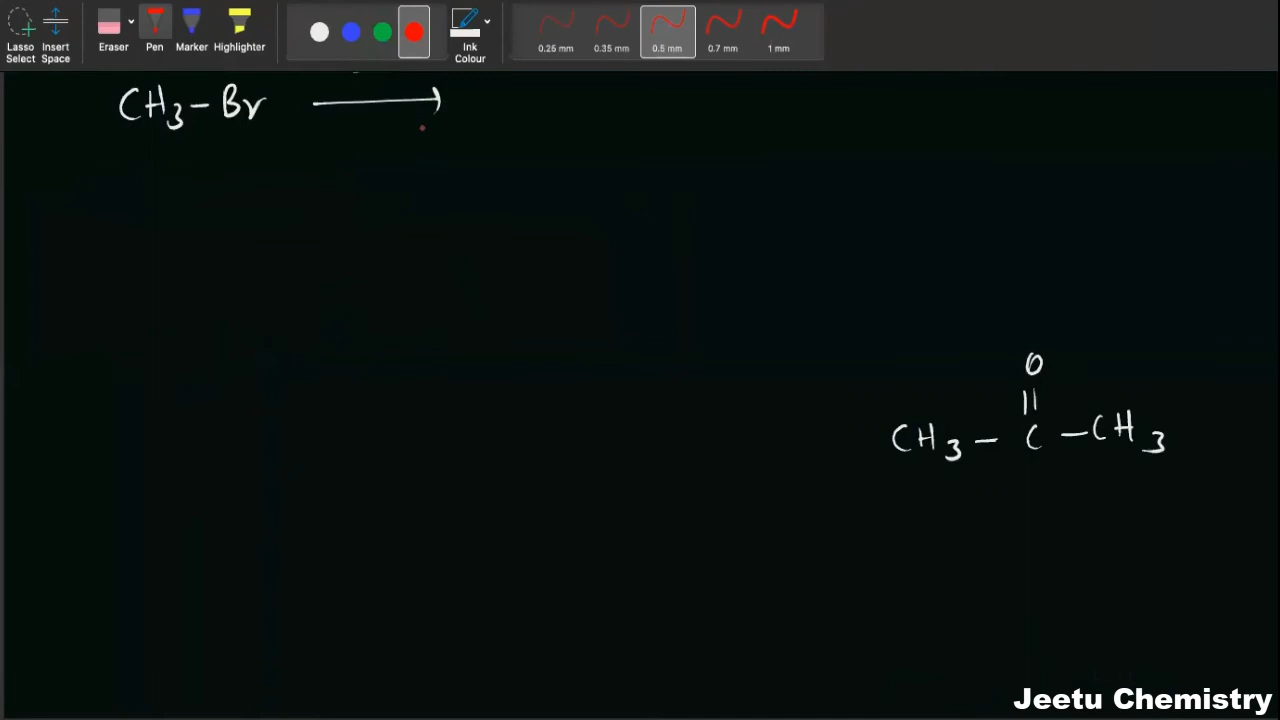 Lasso Select
Insert Space
Eraser
Pen
Marker
Highlighter
Ink Colour
0.26 mm
0.35 mm
0.5 mm
0.7 mm
1 mm
CH3-Br ⟶
O
||
CH3 - C - CH3
Jeetu Chemistry